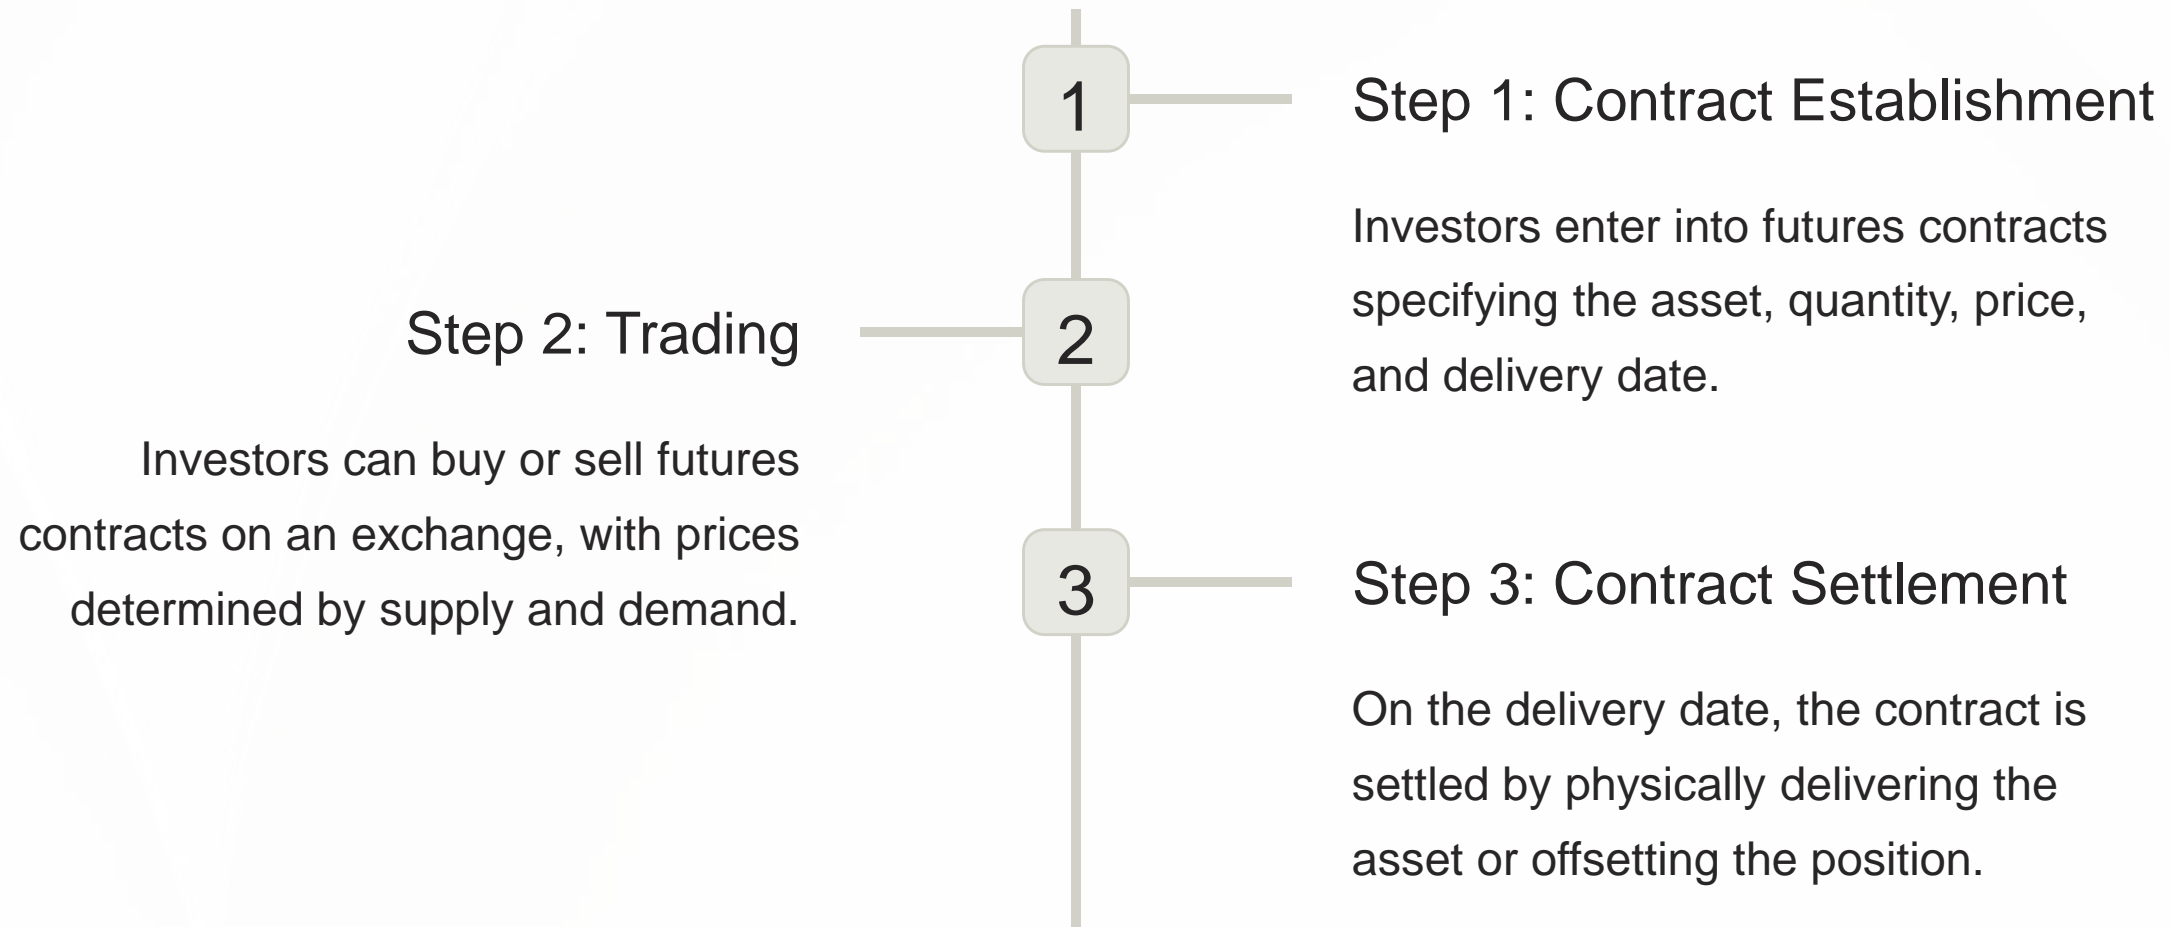 1
Step 1: Contract Establishment
Investors enter into futures contracts
specifying the asset, quantity, price,
and delivery date.
2
Step 2: Trading
Investors can buy or sell futures
contracts on an exchange, with prices
determined by supply and demand.
3
Step 3: Contract Settlement
On the delivery date, the contract is
settled by physically delivering the
asset or offsetting the position.